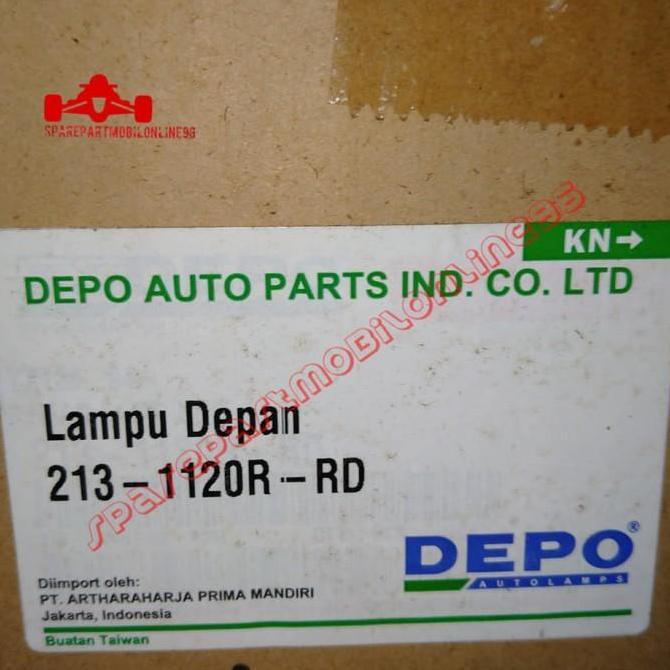 SPAREPARTMOBILONLINE96
KN→
DEPO AUTO PARTS IND. CO. LTD
sparepartmobilonline96
Lampu Depan
213-1120R-RD
DEPO®
AUTOLAMPS
Diimport oleh:
PT. ARTHARAHARJA PRIMA MANDIRI
Jakarta, Indonesia
Buatan Taiwan